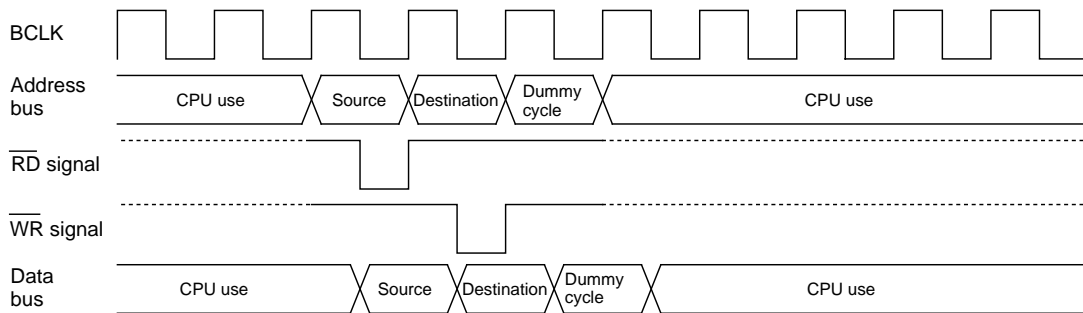 BCLK
Address
bus
CPU use
Source
Destination
Dummy
cycle
CPU use
RD signal
WR signal
Data
bus
CPU use
Source
Destination
Dummy
cycle
CPU use